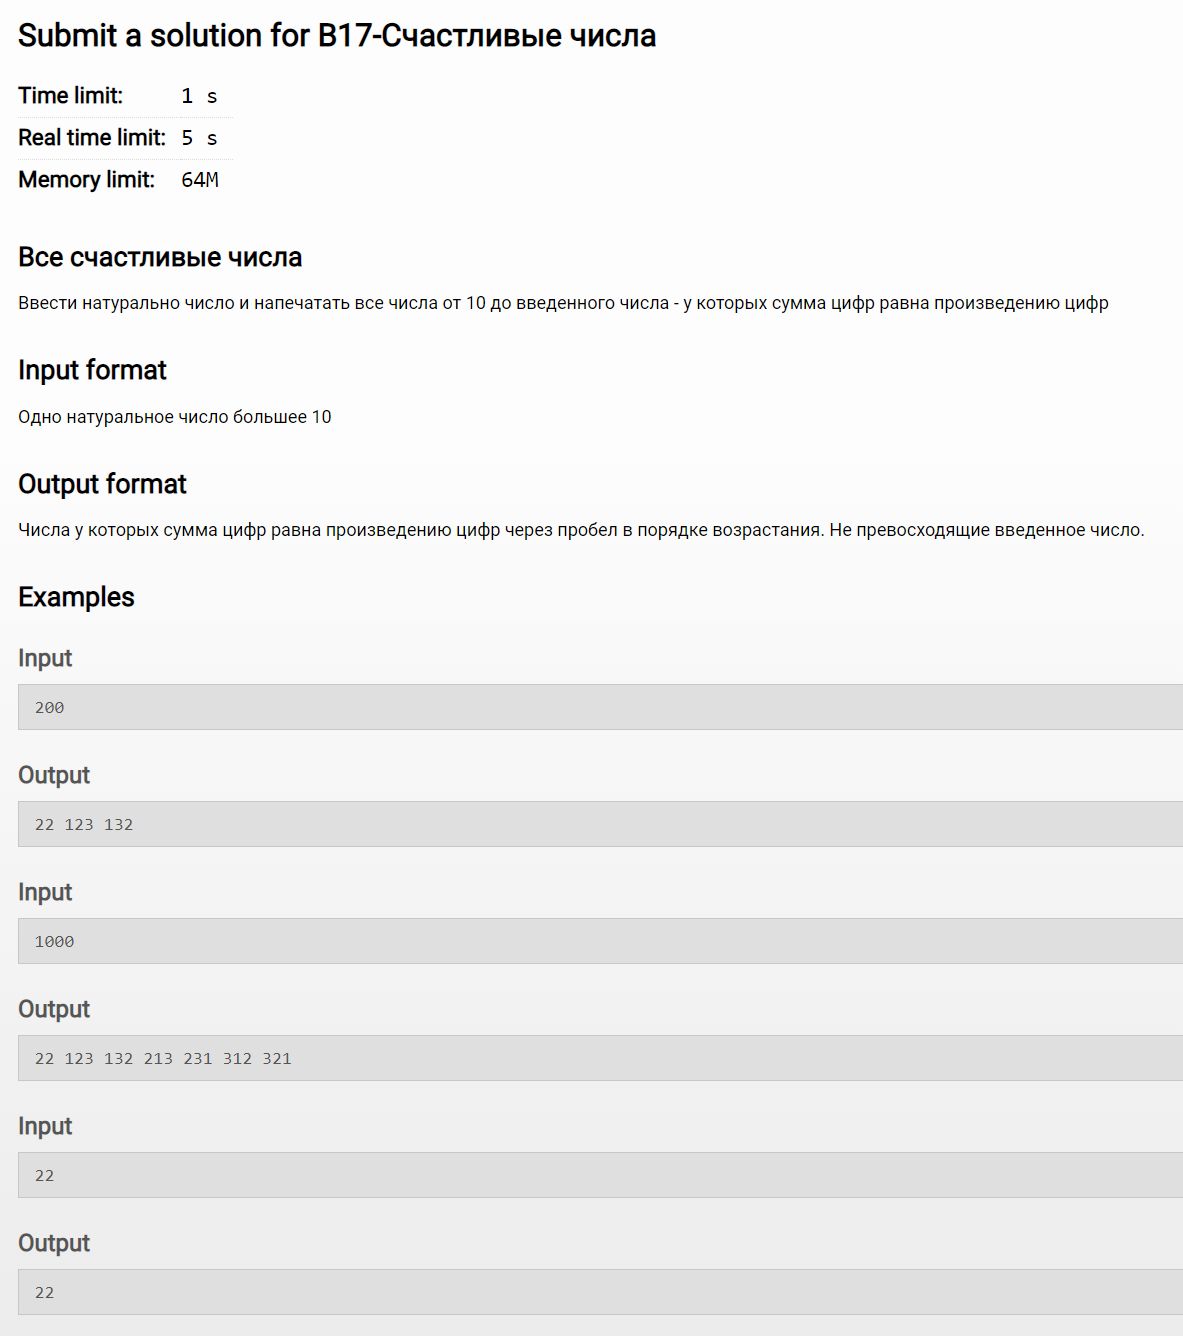 Submit a solution for B17-Счастливые числа
Time limit: 1 s
Real time limit: 5 s
Memory limit: 64M
Все счастливые числа
Ввести натурально число и напечатать все числа от 10 до введенного числа - у которых сумма цифр равна произведению цифр
Input format
Одно натуральное число большее 10
Output format
Числа у которых сумма цифр равна произведению цифр через пробел в порядке возрастания. Не превосходящие введенное число.
Examples
Input
200
Output
22 123 132
Input
1000
Output
22 123 132 213 231 312 321
Input
22
Output
22